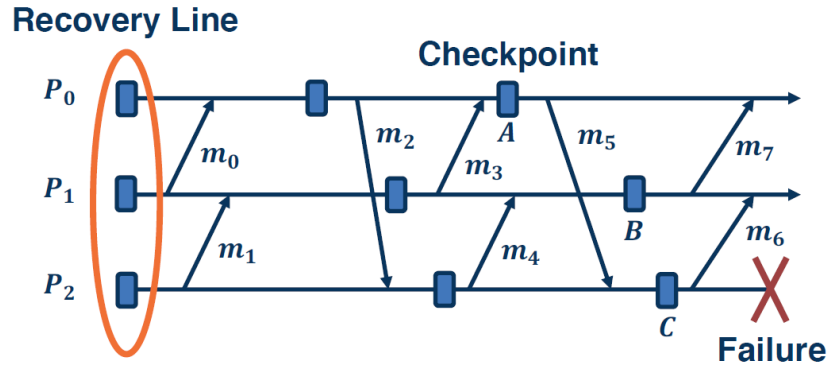 Recovery Line
Checkpoint
P0
m2
A
m5
m0
m3
m7
P1
B
m1
m4
m6
P2
C
Failure